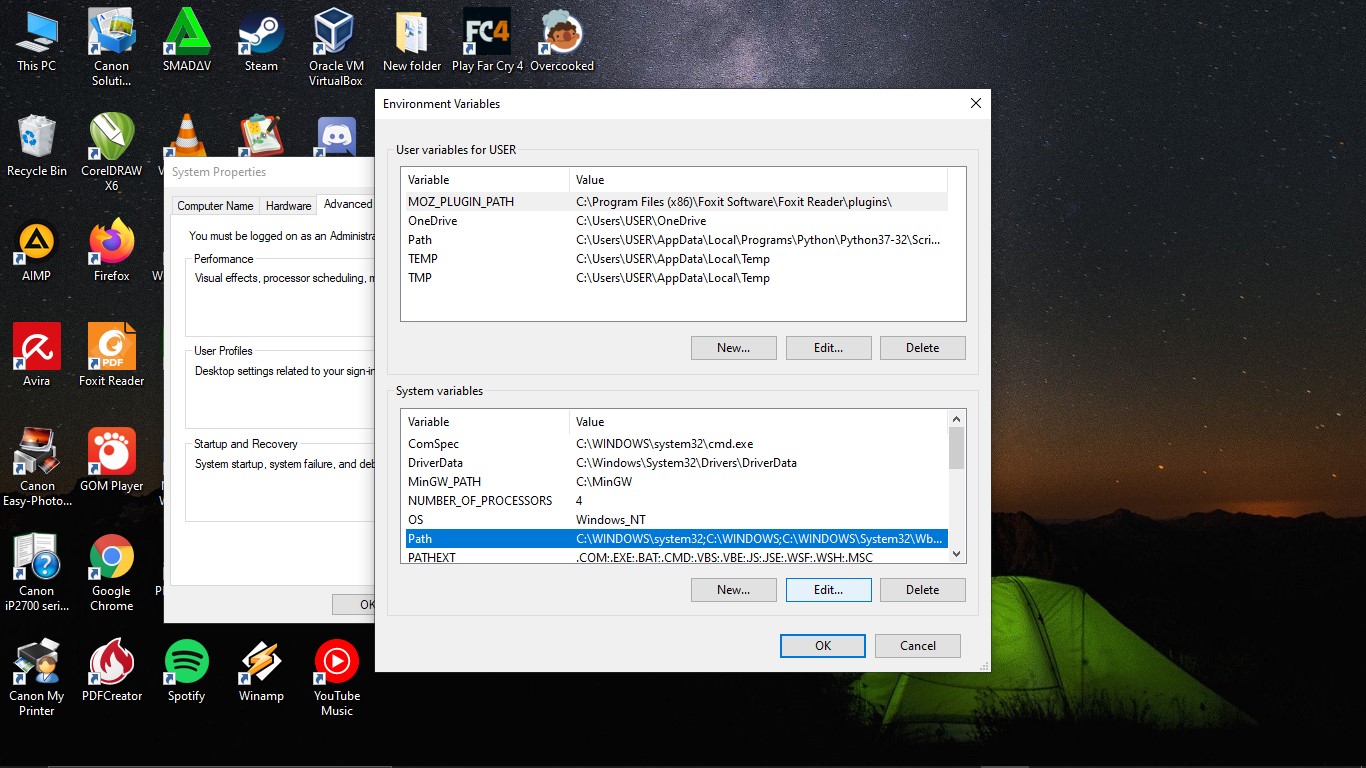 This PC
Canon
Soluti...
SMADΔV
Steam
Oracle VM
VirtualBox
New folder
FC4
Play Far Cry 4
Overcooked
Recycle Bin
CorelDRAW
X6
AIMP
Firefox
Avira
PDF
Foxit Reader
Canon
Easy-Photo...
GOM Player
Canon
iP2700 seri...
Google
Chrome
Canon My
Printer
PDFCreator
Spotify
Winamp
YouTube
Music
System Properties
Computer Name
Hardware
Advanced
You must be logged on as an Administra
Performance
Visual effects, processor scheduling, m
User Profiles
Desktop settings related to your sign-in
Startup and Recovery
System startup, system failure, and deb
OK
Environment Variables
User variables for USER
Variable Value
MOZ_PLUGIN_PATH C:\Program Files (x86)\Foxit Software\Foxit Reader\plugins\
OneDrive C:\Users\USER\OneDrive
Path C:\Users\USER\AppData\Local\Programs\Python\Python37-32\Scri...
TEMP C:\Users\USER\AppData\Local\Temp
TMP C:\Users\USER\AppData\Local\Temp
New... Edit... Delete
System variables
Variable Value
ComSpec C:\WINDOWS\system32\cmd.exe
DriverData C:\Windows\System32\Drivers\DriverData
MinGW_PATH C:\MinGW
NUMBER_OF_PROCESSORS 4
OS Windows_NT
Path C:\WINDOWS\system32;C:\WINDOWS;C:\WINDOWS\System32\Wb...
PATHEXT .COM;.EXE;.BAT;.CMD;.VBS;.VBE;.JS;.JSE;.WSF;.WSH;.MSC
New... Edit... Delete
OK Cancel